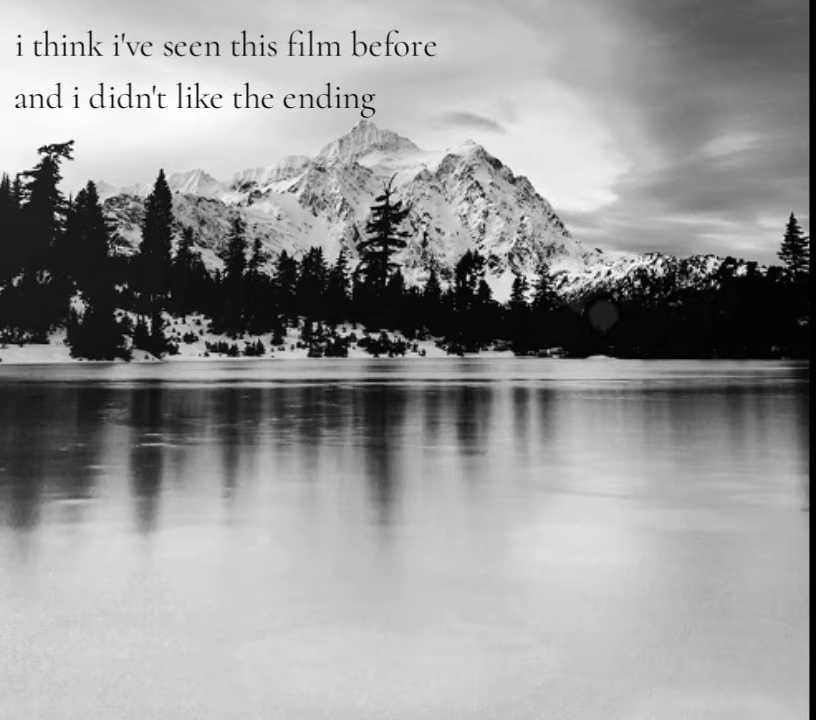 i think i've seen this film before
and i didn't like the ending